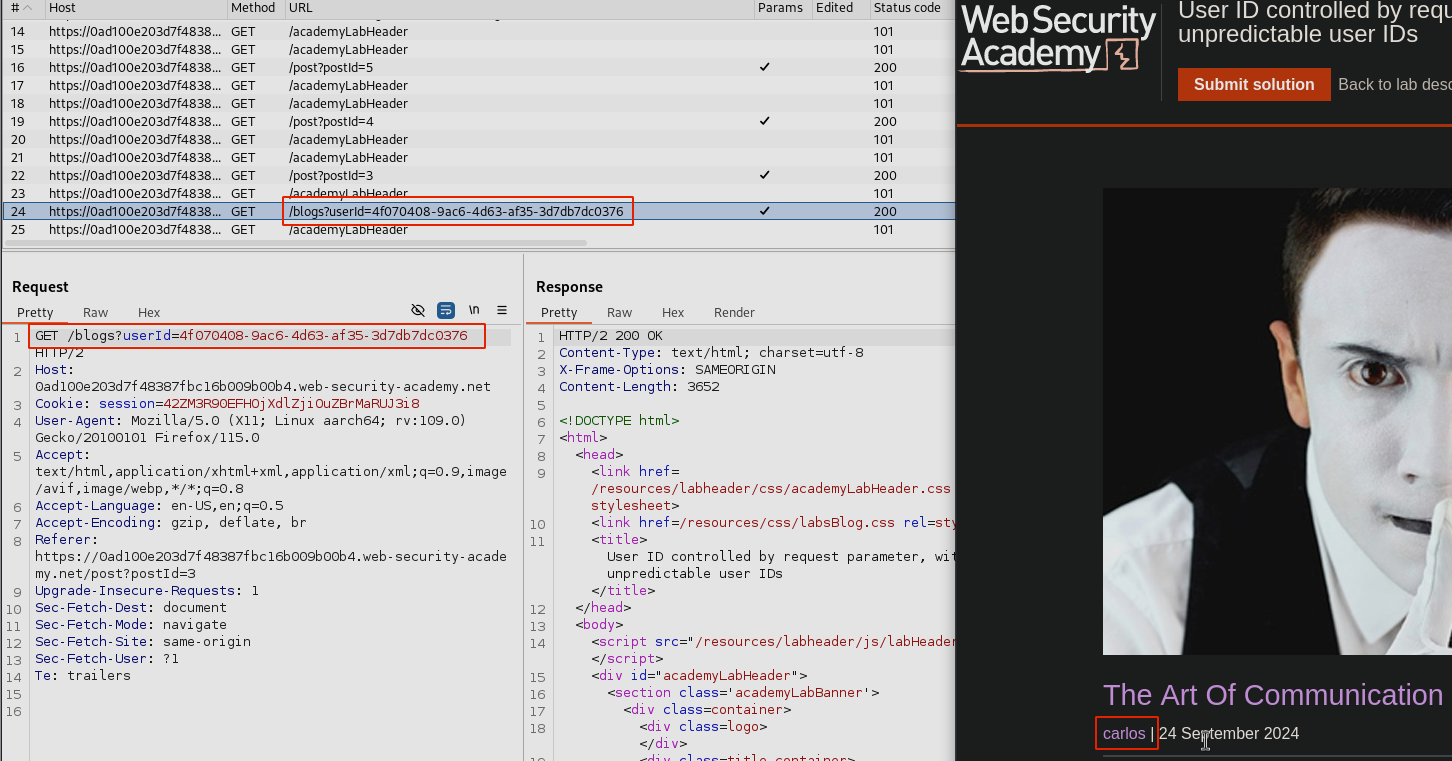 # Host Method URL Params Edited Status code
14 https://0ad100e203d7f4838... GET /academyLabHeader 101
15 https://0ad100e203d7f4838... GET /academyLabHeader 101
16 https://0ad100e203d7f4838... GET /post?postId=5 ✓ 200
17 https://0ad100e203d7f4838... GET /academyLabHeader 101
18 https://0ad100e203d7f4838... GET /academyLabHeader 101
19 https://0ad100e203d7f4838... GET /post?postId=4 ✓ 200
20 https://0ad100e203d7f4838... GET /academyLabHeader 101
21 https://0ad100e203d7f4838... GET /academyLabHeader 101
22 https://0ad100e203d7f4838... GET /post?postId=3 ✓ 200
23 https://0ad100e203d7f4838... GET /academyLabHeader 101
24 https://0ad100e203d7f4838... GET /blogs?userId=4f070408-9ac6-4d63-af35-3d7db7dc0376 ✓ 200
25 https://0ad100e203d7f4838... GET /academyLabHeader 101
Request
Pretty Raw Hex \n
1 GET /blogs?userId=4f070408-9ac6-4d63-af35-3d7db7dc0376
HTTP/2
2 Host:
0ad100e203d7f48387fbc16b009b00b4.web-security-academy.net
3 Cookie: session=42ZM3R9OEFHOjXdlZjiOuZBrMaRUJ3i8
4 User-Agent: Mozilla/5.0 (X11; Linux aarch64; rv:109.0)
Gecko/20100101 Firefox/115.0
5 Accept:
text/html,application/xhtml+xml,application/xml;q=0.9,image
/avif,image/webp,*/*;q=0.8
6 Accept-Language: en-US,en;q=0.5
7 Accept-Encoding: gzip, deflate, br
8 Referer:
https://0ad100e203d7f48387fbc16b009b00b4.web-security-acade
my.net/post?postId=3
9 Upgrade-Insecure-Requests: 1
10 Sec-Fetch-Dest: document
11 Sec-Fetch-Mode: navigate
12 Sec-Fetch-Site: same-origin
13 Sec-Fetch-User: ?1
14 Te: trailers
15
16
Response
Pretty Raw Hex Render
1 HTTP/2 200 OK
2 Content-Type: text/html; charset=utf-8
3 X-Frame-Options: SAMEORIGIN
4 Content-Length: 3652
5
6 <!DOCTYPE html>
7 <html>
8 <head>
9 <link href=
/resources/labheader/css/academyLabHeader.css
stylesheet>
10 <link href=/resources/css/labsBlog.css rel=sty
11 <title>
User ID controlled by request parameter, wit
unpredictable user IDs
</title>
12 </head>
13 <body>
14 <script src="/resources/labheader/js/labHeader
</script>
15 <div id="academyLabHeader">
16 <section class='academyLabBanner'>
17 <div class=container>
18 <div class=logo>
</div>
19 <div class=title-container>
Web Security
Academy
User ID controlled by requ
unpredictable user IDs
Submit solution Back to lab desc
The Art Of Communication
carlos | 24 September 2024